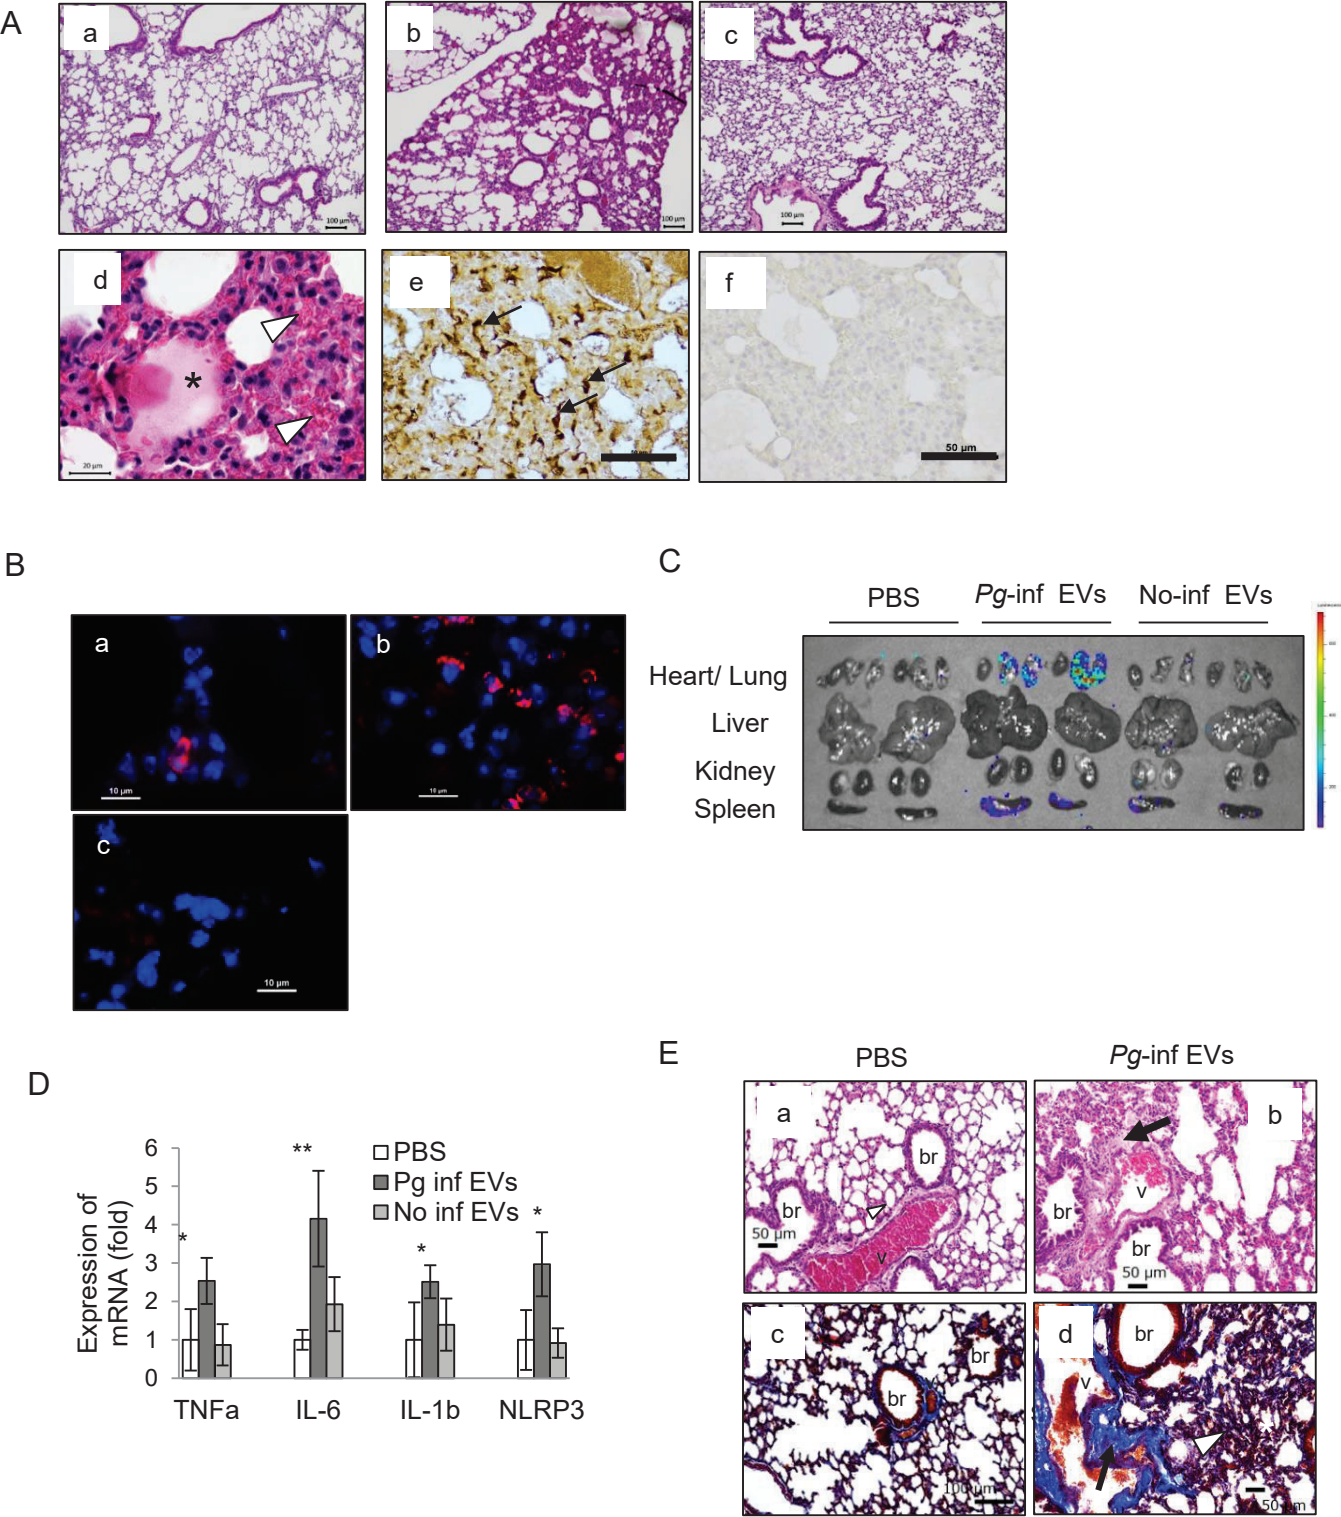 A
a
b
c
100 µm
100 µm
100 µm
d
e
f
*
20 µm
50 µm
B
a
b
10 µm
10 µm
c
10 µm
C
PBS
Pg-inf EVs
No-inf EVs
Heart/ Lung
Liver
Kidney
Spleen
D
Expression of
mRNA (fold)
6
5
4
3
2
1
0
*
**
*
*
PBS
Pg inf EVs
No inf EVs
TNFa
IL-6
IL-1b
NLRP3
E
PBS
Pg-inf EVs
a
br
br
v
50 µm
b
br
v
br
50 µm
c
br
br
100 µm
d
br
v
50 µm